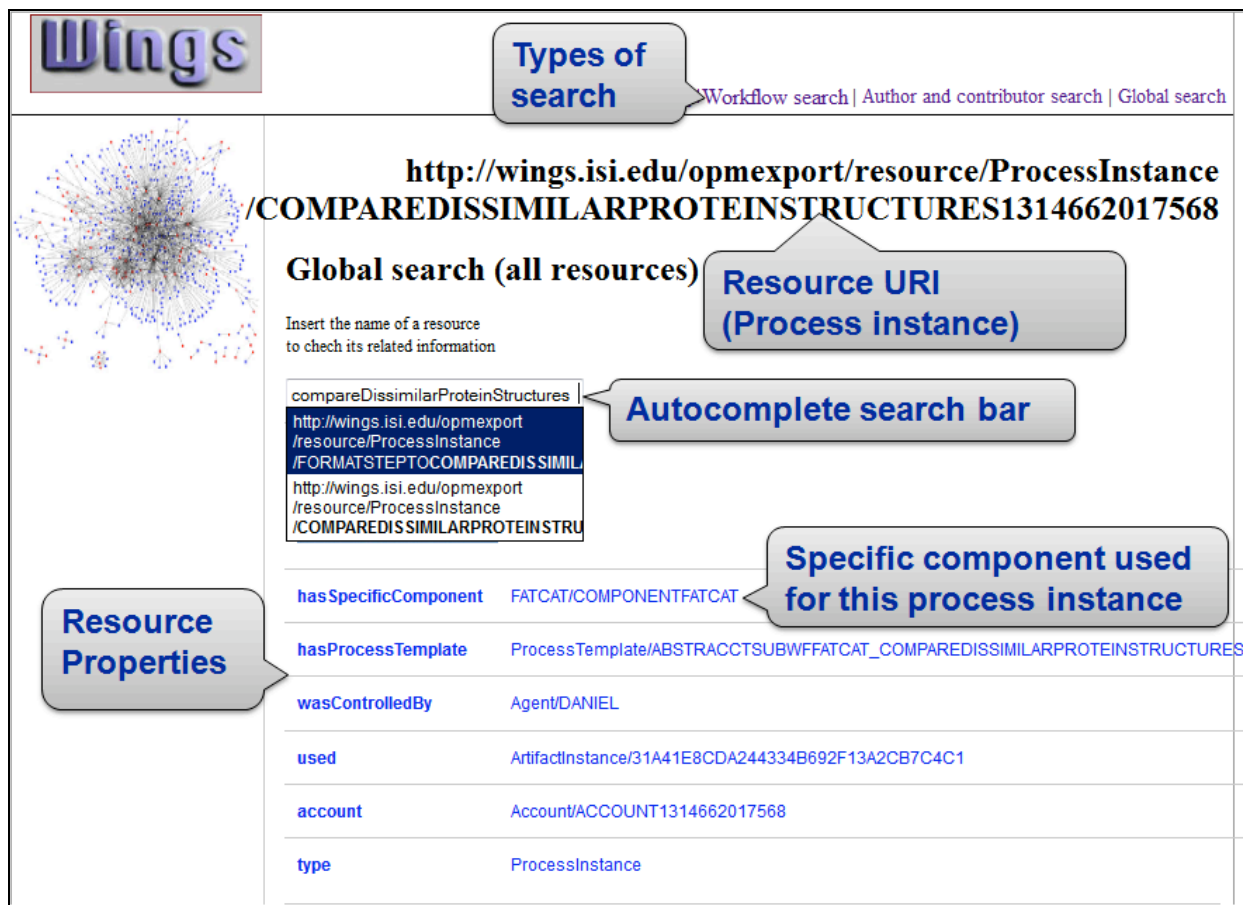 Wings
Types of
search
Workflow search | Author and contributor search | Global search
http://wings.isi.edu/opmexport/resource/ProcessInstance
/COMPAREDISSIMILARPROTEINSTRUCTURES1314662017568
Global search (all resources)
Resource URI
(Process instance)
Insert the name of a resource
to chech its related information
compareDissimilarProteinStructures
Autocomplete search bar
http://wings.isi.edu/opmexport
/resource/ProcessInstance
/FORMATSTEPTOCOMPAREDISSIMIL
http://wings.isi.edu/opmexport
/resource/ProcessInstance
/COMPAREDISSIMILARPROTEINSTRU
Specific component used
for this process instance
Resource
Properties
hasSpecificComponent FATCAT/COMPONENTFATCAT
hasProcessTemplate ProcessTemplate/ABSTRACCTSUBWFFATCAT_COMPAREDISSIMILARPROTEINSTRUCTURES
wasControlledBy Agent/DANIEL
used ArtifactInstance/31A41E8CDA244334B692F13A2CB7C4C1
account Account/ACCOUNT1314662017568
type ProcessInstance